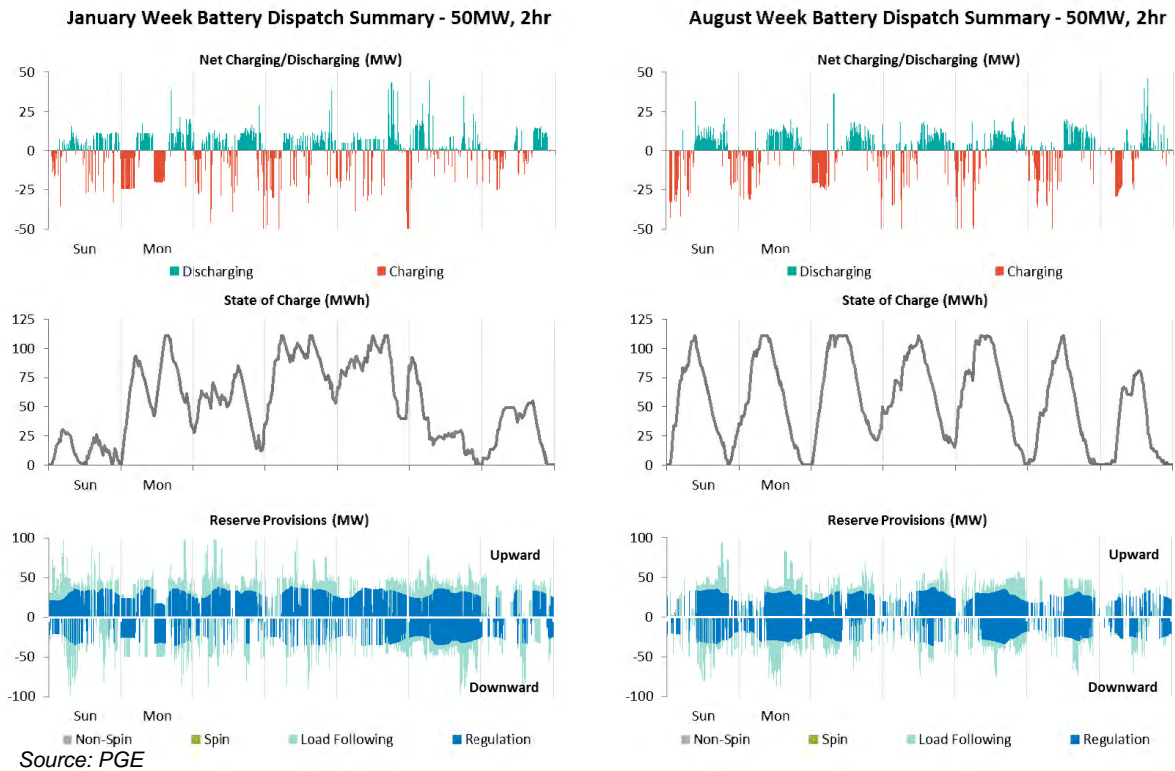 January Week Battery Dispatch Summary - 50MW, 2hr
Net Charging/Discharging (MW)
50
25
0
-25
-50
Sun Mon
Discharging Charging
State of Charge (MWh)
125
100
75
50
25
0
Sun Mon
Reserve Provisions (MW)
100
50
0
-50
-100
Upward
Downward
Sun Mon
Non-Spin Spin Load Following Regulation
August Week Battery Dispatch Summary - 50MW, 2hr
Net Charging/Discharging (MW)
50
25
0
-25
-50
Sun Mon
Discharging Charging
State of Charge (MWh)
125
100
75
50
25
0
Sun Mon
Reserve Provisions (MW)
100
50
0
-50
-100
Upward
Downward
Sun Mon
Non-Spin Spin Load Following Regulation
Source: PGE